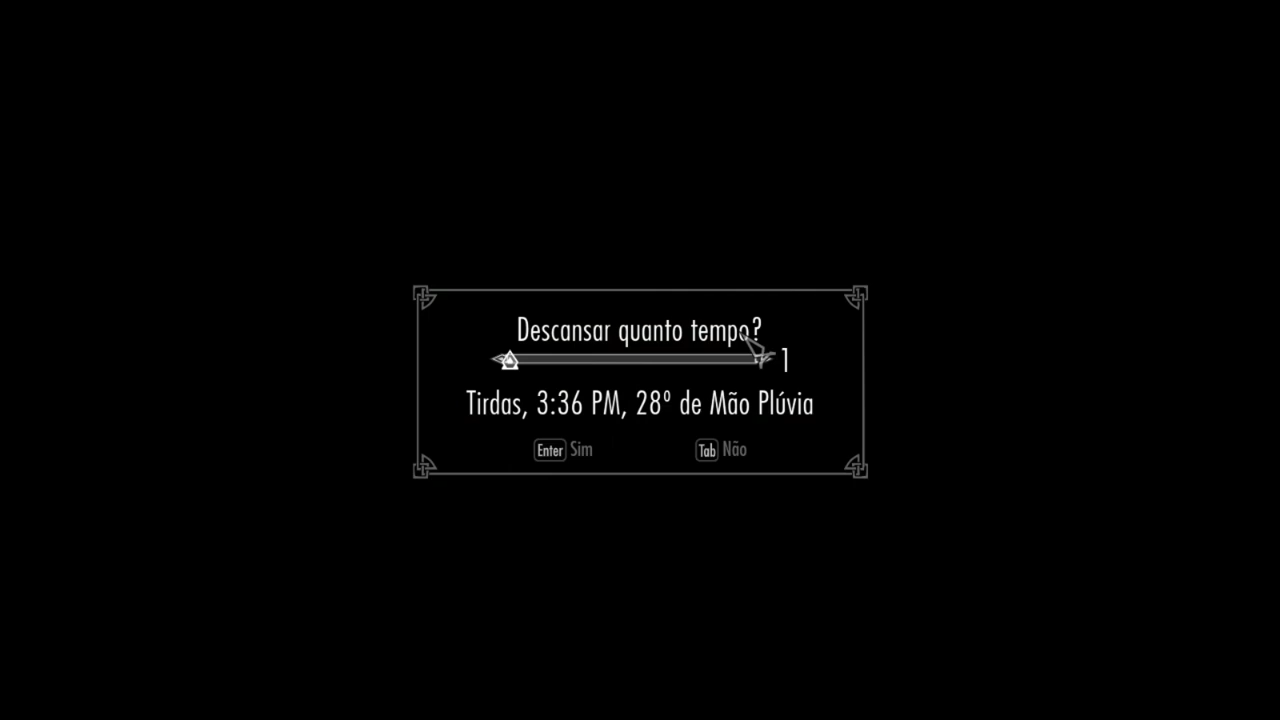 Descansar quanto tempo?
1
Tirdas, 3:36 PM, 28º de Mão Plúvia
Enter Sim Tab Não